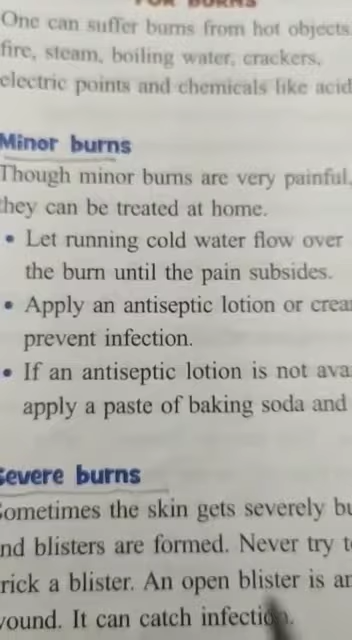 FOR BURNS
One can suffer burns from hot objects
fire, steam, boiling water, crackers,
electric points and chemicals like acid
Minor burns
Though minor burns are very painful,
they can be treated at home.
• Let running cold water flow over
the burn until the pain subsides.
• Apply an antiseptic lotion or crea
prevent infection.
• If an antiseptic lotion is not ava
apply a paste of baking soda and
Severe burns
Sometimes the skin gets severely bu
nd blisters are formed. Never try t
rick a blister. An open blister is a
wound. It can catch infection.